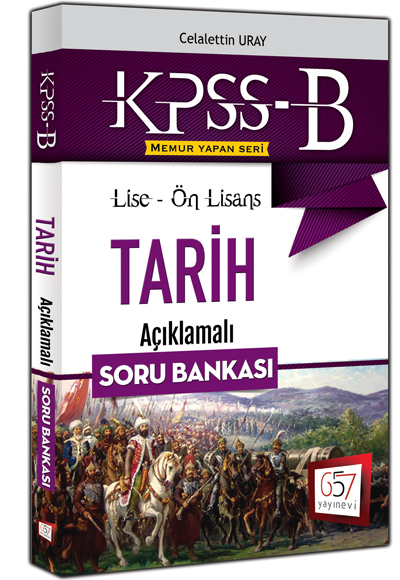 Celalettin URAY
KPSS-B
MEMUR YAPAN SERİ
Lise - Ön Lisans
TARİH
Açıklamalı
SORU BANKASI
657
yayınevi
KPSS-B
TARİH
Açıklamalı
SORU BANKASI
657